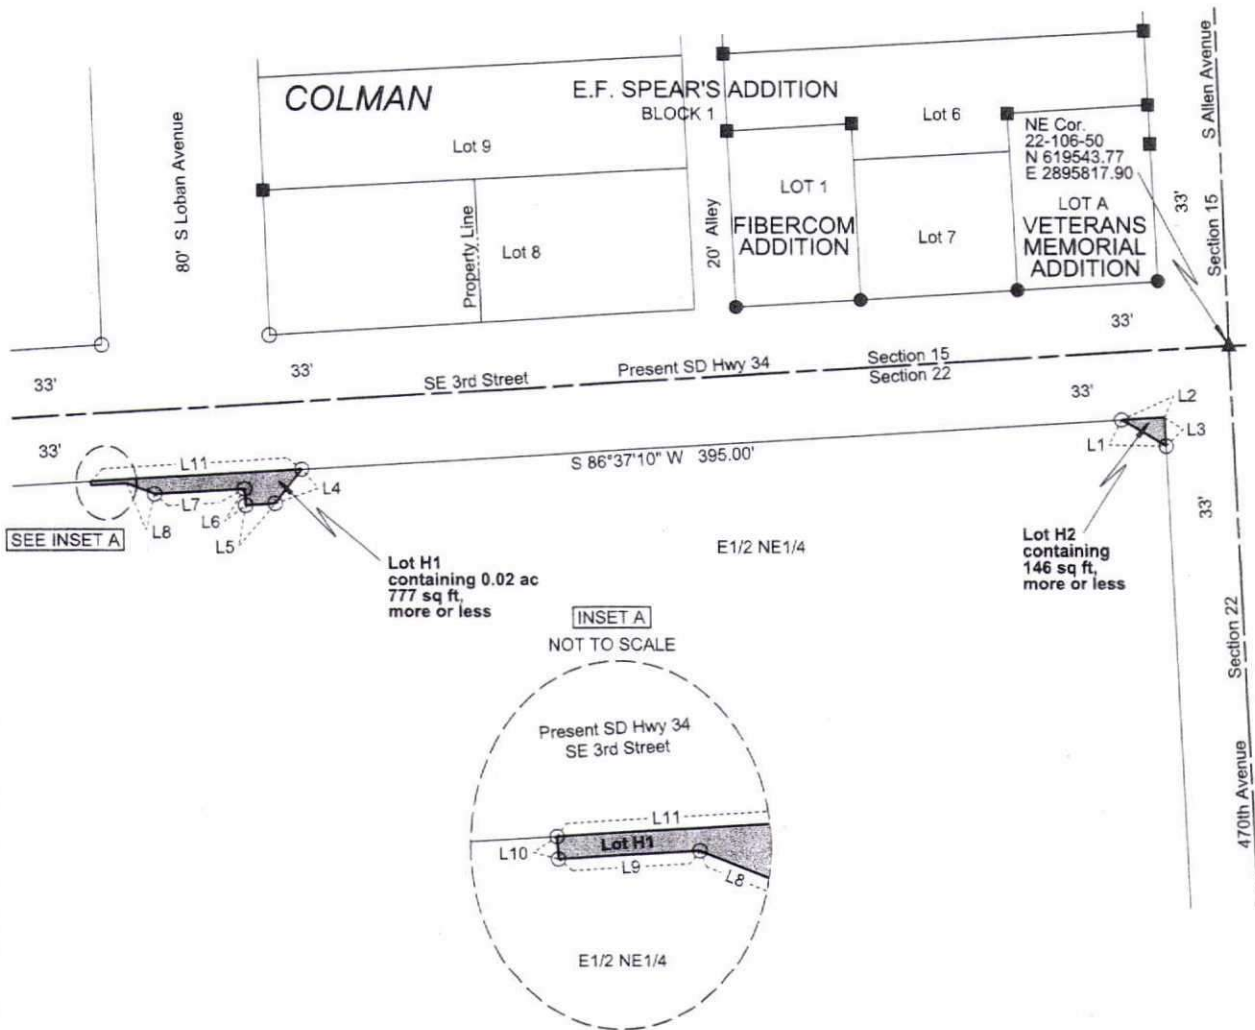 COLMAN
E.F. SPEAR'S ADDITION
BLOCK 1
Lot 9
Lot 8
Property Line
80' S Loban Avenue
20' Alley
LOT 1
FIBERCOM
ADDITION
Lot 6
Lot 7
NE Cor.
22-106-50
N 619543.77
E 2895817.90
LOT A
VETERANS
MEMORIAL
ADDITION
S Allen Avenue
33'
Section 15
33'
33'
33'
SE 3rd Street
Present SD Hwy 34
Section 15
Section 22
33'
33'
L2
L3
L1
L11
S 86°37'10" W 395.00'
L4
L7
L8
L6
L5
SEE INSET A
33'
Lot H1
containing 0.02 ac
777 sq ft,
more or less
E1/2 NE1/4
Lot H2
containing
146 sq ft,
more or less
Section 22
470th Avenue
INSET A
NOT TO SCALE
Present SD Hwy 34
SE 3rd Street
L11
L10
Lot H1
L9
L8
E1/2 NE1/4